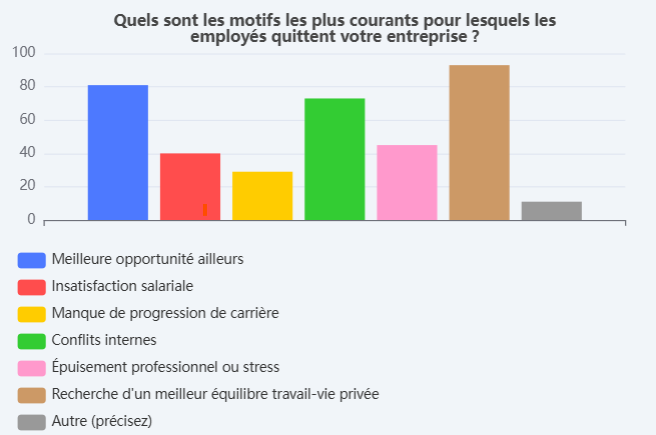 Quels sont les motifs les plus courants pour lesquels les
employés quittent votre entreprise ?
100
80
60
40
20
0
Meilleure opportunité ailleurs
Insatisfaction salariale
Manque de progression de carrière
Conflits internes
Épuisement professionnel ou stress
Recherche d'un meilleur équilibre travail-vie privée
Autre (précisez)